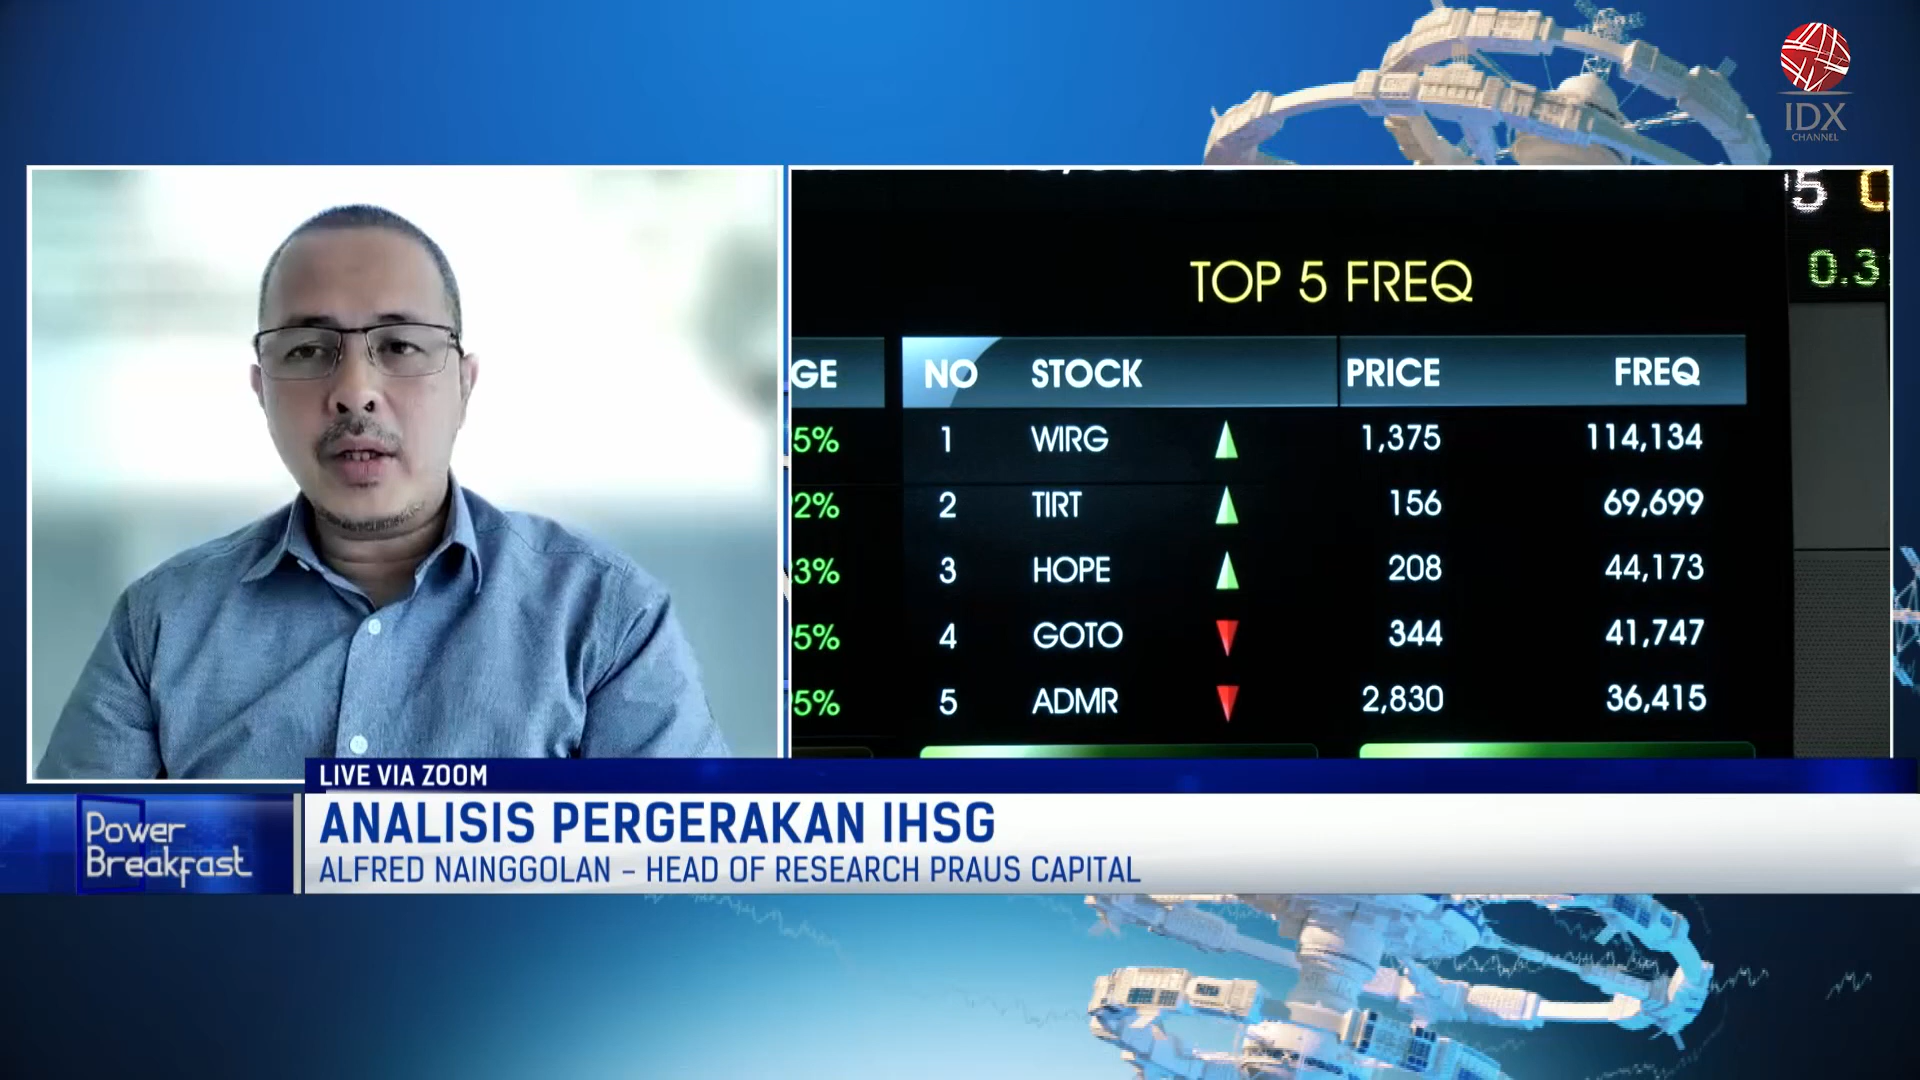 IDX
CHANNEL
5
0.3
TOP 5 FREQ
GE NO STOCK PRICE FREQ
5% 1 WIRG 1,375 114,134
2% 2 TIRT 156 69,699
3% 3 HOPE 208 44,173
5% 4 GOTO 344 41,747
5% 5 ADMR 2,830 36,415
LIVE VIA ZOOM
ANALISIS PERGERAKAN IHSG
ALFRED NAINGGOLAN – HEAD OF RESEARCH PRAUS CAPITAL
Power
Breakfast